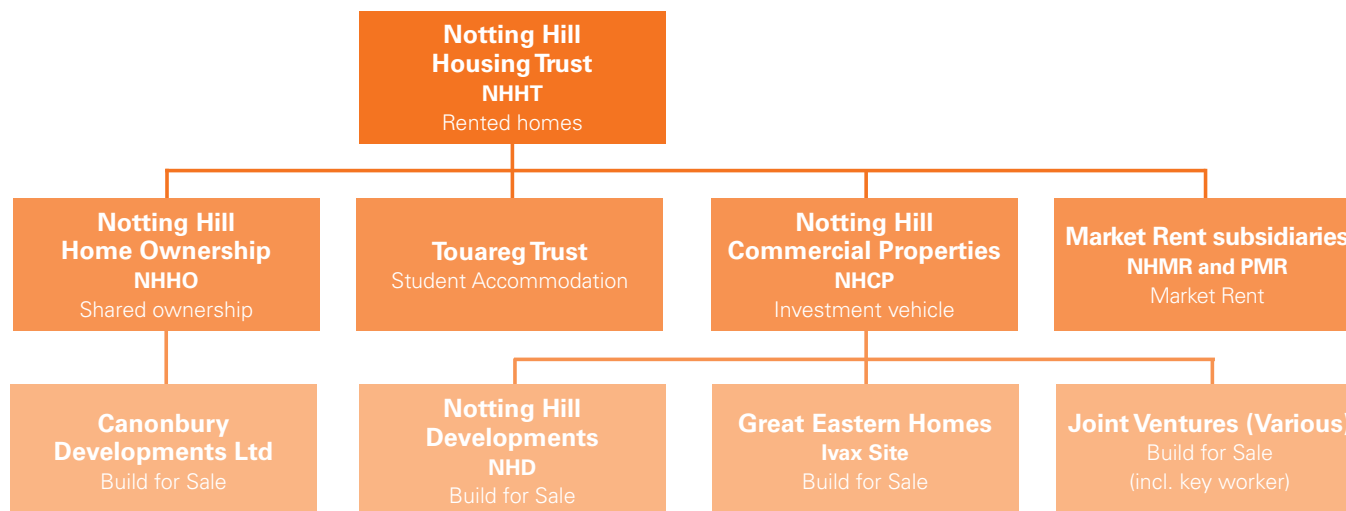 Notting Hill
Housing Trust
NHHT
Rented homes
Notting Hill
Home Ownership
NHHO
Shared ownership
Touareg Trust
Student Accommodation
Notting Hill
Commercial Properties
NHCP
Investment vehicle
Market Rent subsidiaries
NHMR and PMR
Market Rent
Canonbury
Developments Ltd
Build for Sale
Notting Hill
Developments
NHD
Build for Sale
Great Eastern Homes
Ivax Site
Build for Sale
Joint Ventures (Various)
Build for Sale
(incl. key worker)